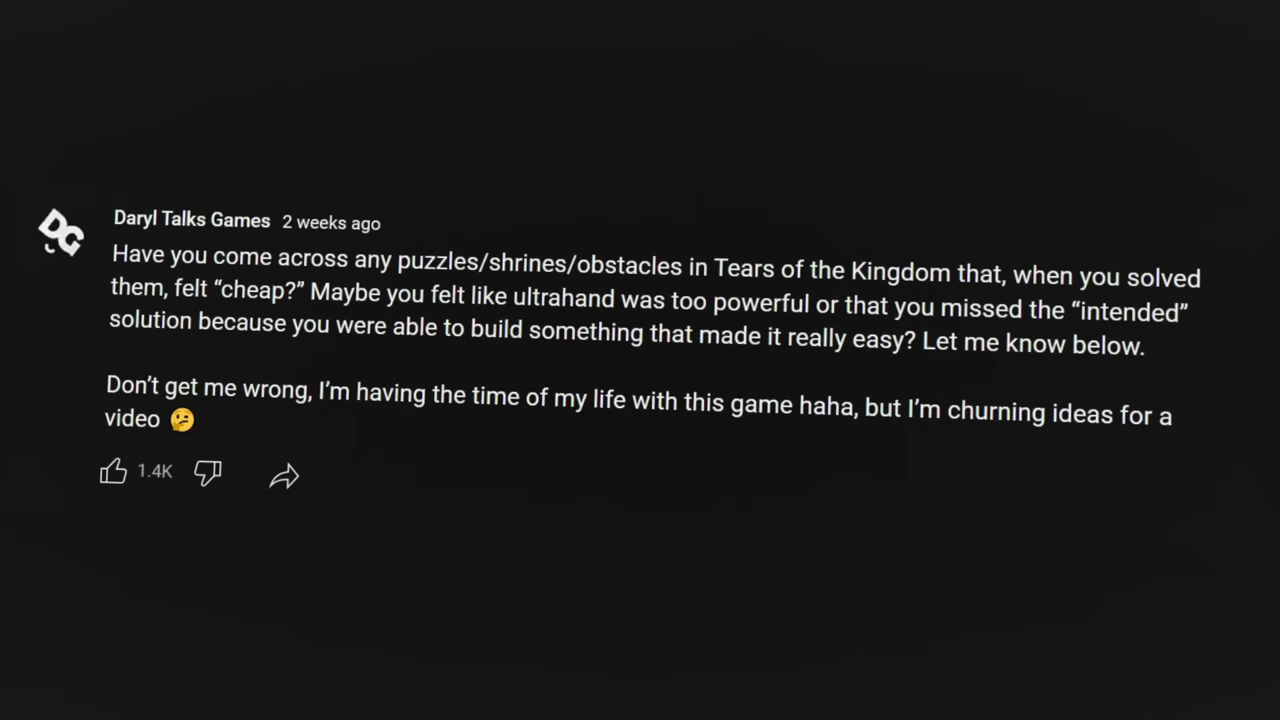 DG
Daryl Talks Games 2 weeks ago
Have you come across any puzzles/shrines/obstacles in Tears of the Kingdom that, when you solved
them, felt “cheap?” Maybe you felt like ultrahand was too powerful or that you missed the “intended”
solution because you were able to build something that made it really easy? Let me know below.
Don’t get me wrong, I’m having the time of my life with this game haha, but I’m churning ideas for a
video 🤔
1.4K